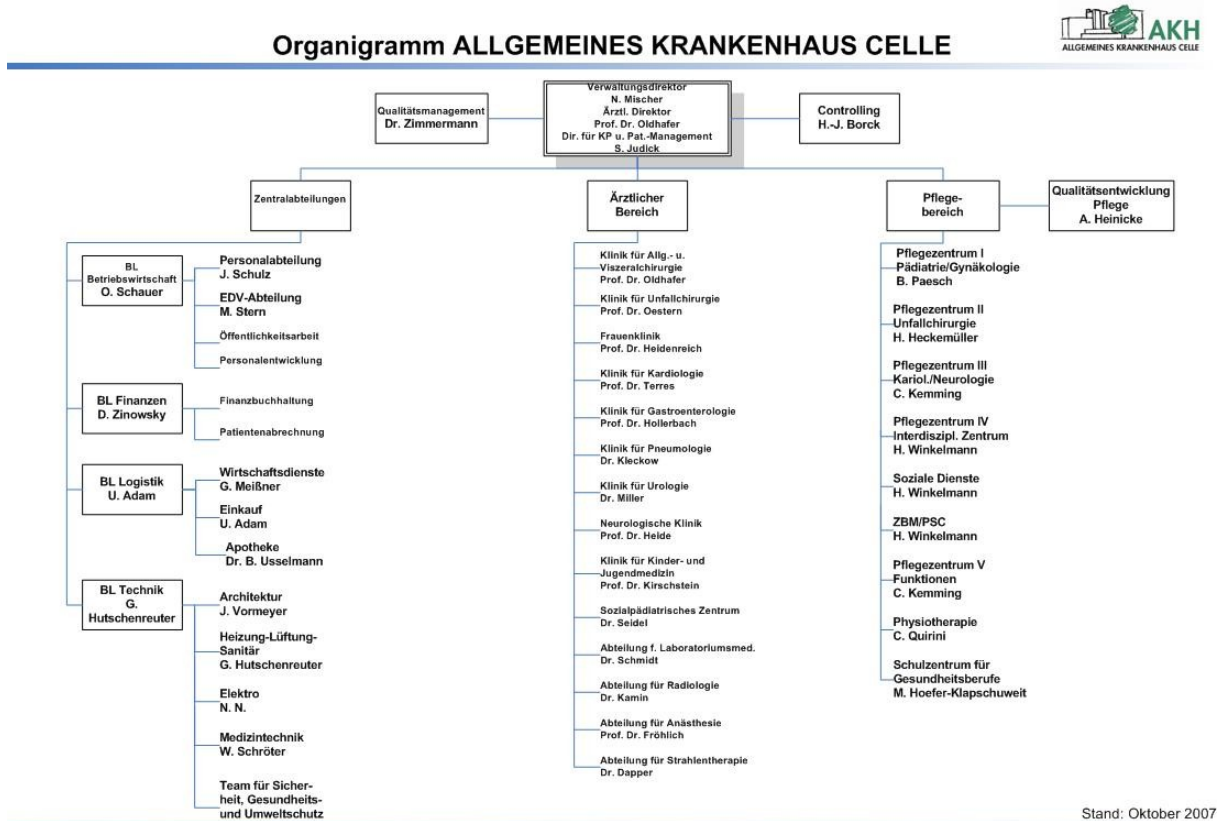 Organigramm ALLGEMEINES KRANKENHAUS CELLE
AKH
ALLGEMEINES KRANKENHAUS CELLE
Qualitätsmanagement
Dr. Zimmermann
Verwaltungsdirektor
N. Mischer
Ärztl. Direktor
Prof. Dr. Oldhafer
Dir. für KP u. Pat.-Management
S. Judick
Controlling
H.-J. Borck
Zentralabteilungen
Ärztlicher
Bereich
Pflege-
bereich
Qualitätsentwicklung
Pflege
A. Heinicke
BL
Betriebswirtschaft
O. Schauer
Personalabteilung
J. Schulz
EDV-Abteilung
M. Stern
Öffentlichkeitsarbeit
Personalentwicklung
BL Finanzen
D. Zinowsky
Finanzbuchhaltung
Patientenabrechnung
BL Logistik
U. Adam
Wirtschaftsdienste
G. Meißner
Einkauf
U. Adam
Apotheke
Dr. B. Usselmann
BL Technik
G.
Hutschenreuter
Architektur
J. Vormeyer
Heizung-Lüftung-
Sanitär
G. Hutschenreuter
Elektro
N. N.
Medizintechnik
W. Schröter
Team für Sicher-
heit, Gesundheits-
und Umweltschutz
Klinik für Allg.- u.
Viszeralchirurgie
Prof. Dr. Oldhafer
Klinik für Unfallchirurgie
Prof. Dr. Oestern
Frauenklinik
Prof. Dr. Heidenreich
Klinik für Kardiologie
Prof. Dr. Terres
Klinik für Gastroenterologie
Prof. Dr. Hollerbach
Klinik für Pneumologie
Dr. Kleckow
Klinik für Urologie
Dr. Miller
Neurologische Klinik
Prof. Dr. Heide
Klinik für Kinder- und
Jugendmedizin
Prof. Dr. Kirschstein
Sozialpädiatrisches Zentrum
Dr. Seidel
Abteilung f. Laboratoriumsmed.
Dr. Schmidt
Abteilung für Radiologie
Dr. Kamin
Abteilung für Anästhesie
Prof. Dr. Fröhlich
Abteilung für Strahlentherapie
Dr. Dapper
Pflegezentrum I
Pädiatrie/Gynäkologie
B. Paesch
Pflegezentrum II
Unfallchirurgie
H. Heckemüller
Pflegezentrum III
Kariol./Neurologie
C. Kemming
Pflegezentrum IV
Interdiszipl. Zentrum
H. Winkelmann
Soziale Dienste
H. Winkelmann
ZBM/PSC
H. Winkelmann
Pflegezentrum V
Funktionen
C. Kemming
Physiotherapie
C. Quirini
Schulzentrum für
Gesundheitsberufe
M. Hoefer-Klapschuweit
Stand: Oktober 2007